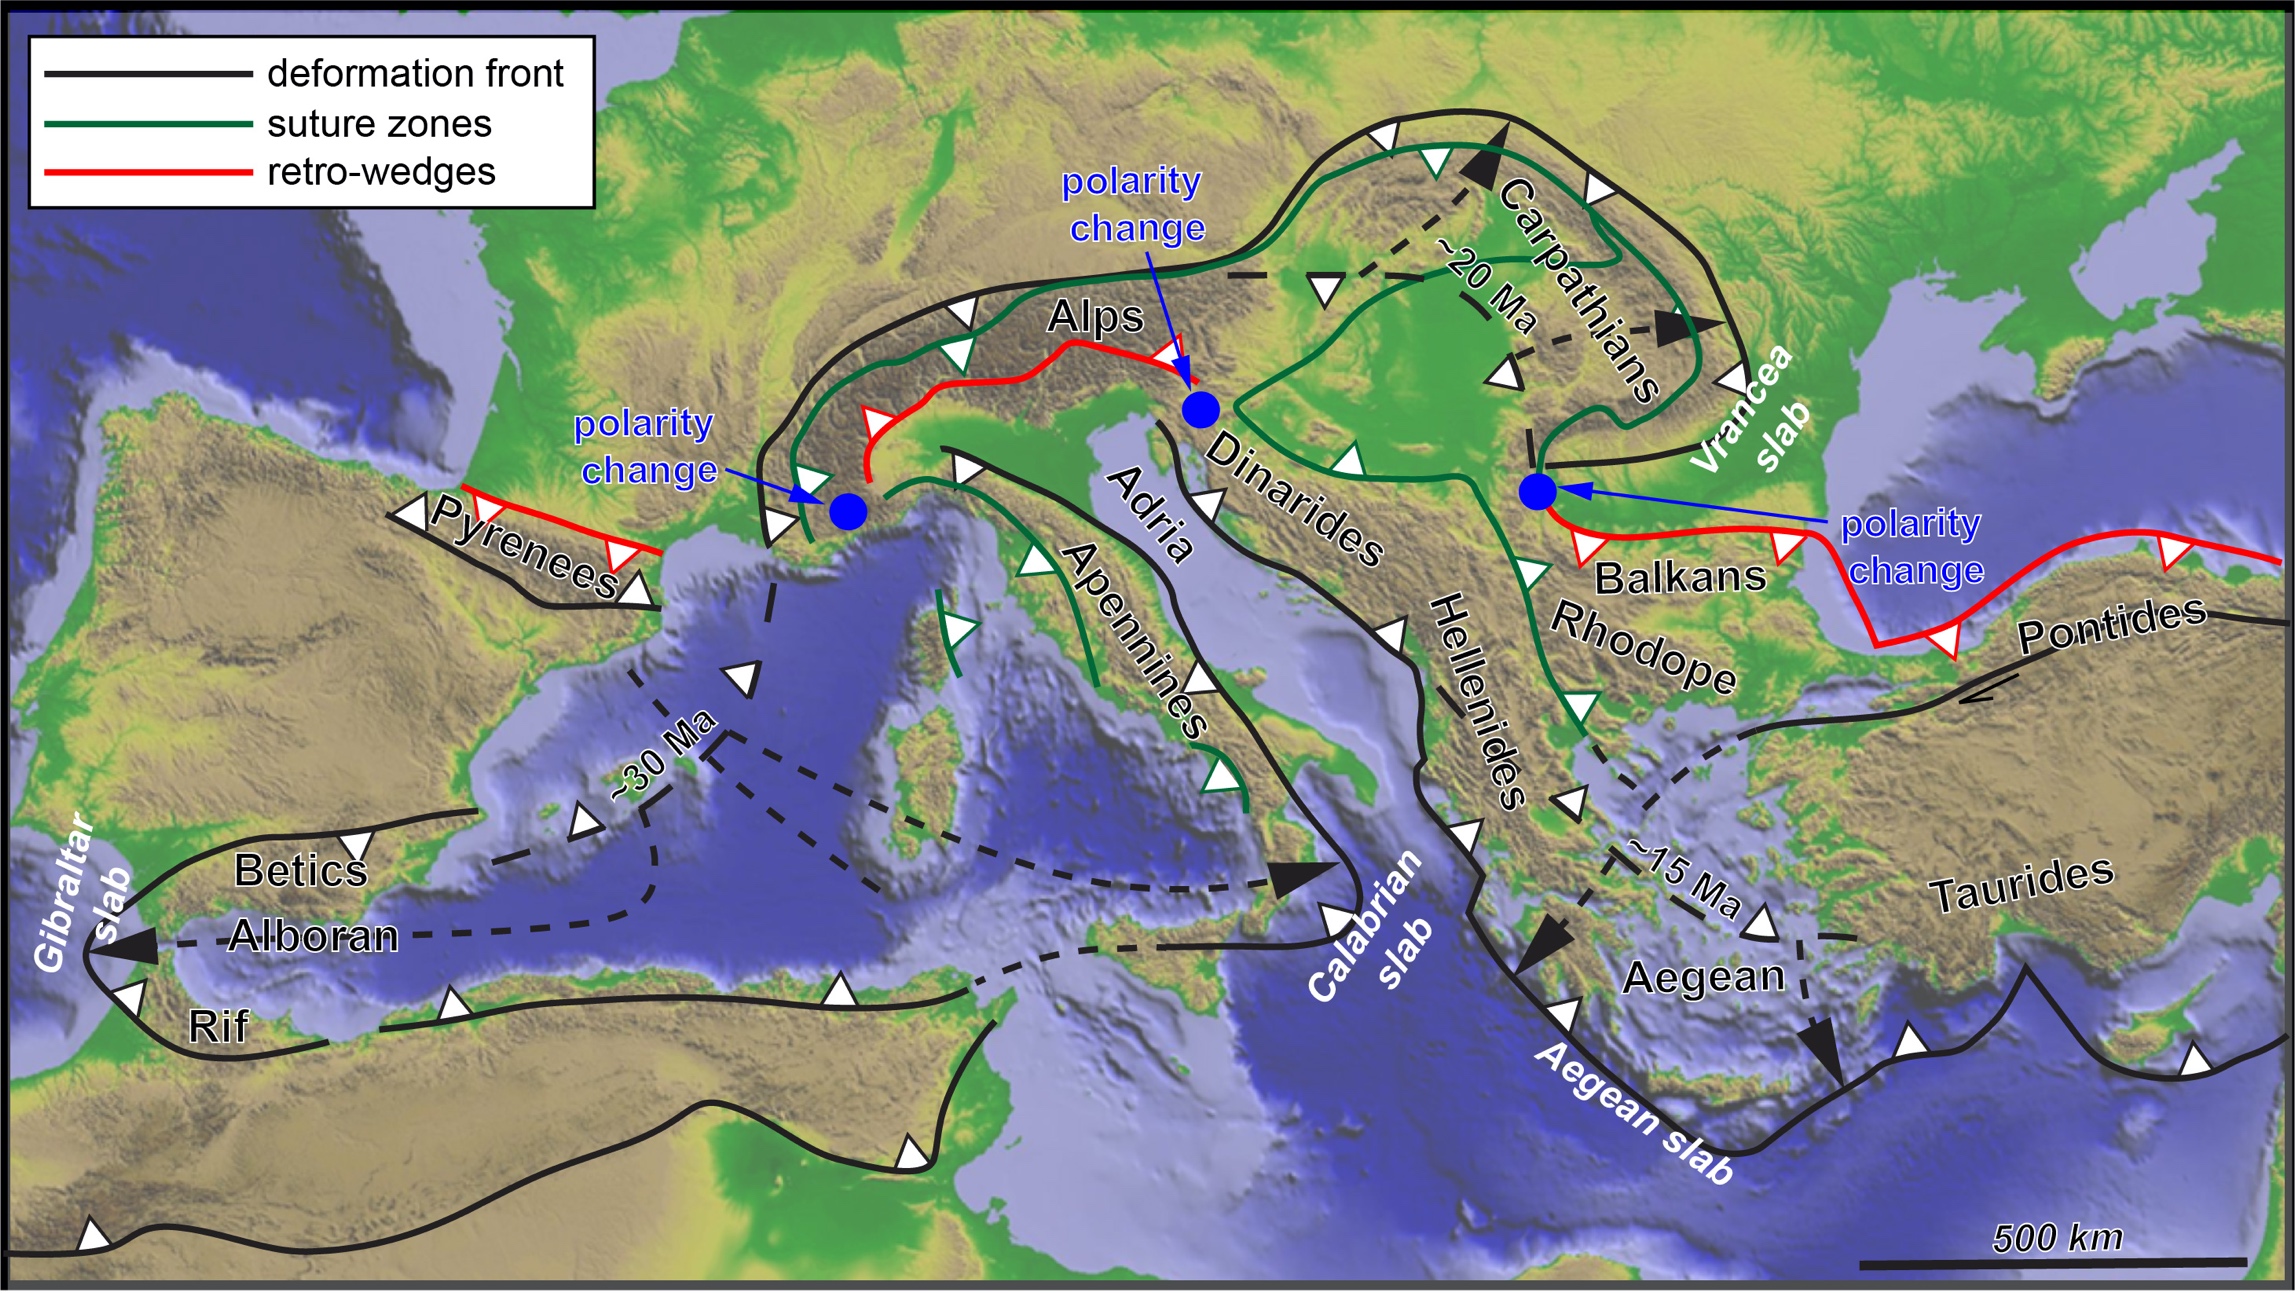 deformation front
suture zones
retro-wedges
polarity
change
Carpathians
~20 Ma
Alps
Vrancea
slab
polarity
change
Pyrenees
Dinarides
Adria
polarity
change
Balkans
Apennines
Hellenides
Rhodope
Pontides
~30 Ma
Gibraltar
slab
Betics
Alboran
Rif
Calabrian
slab
~15 Ma
Taurides
Aegean
Aegean slab
500 km